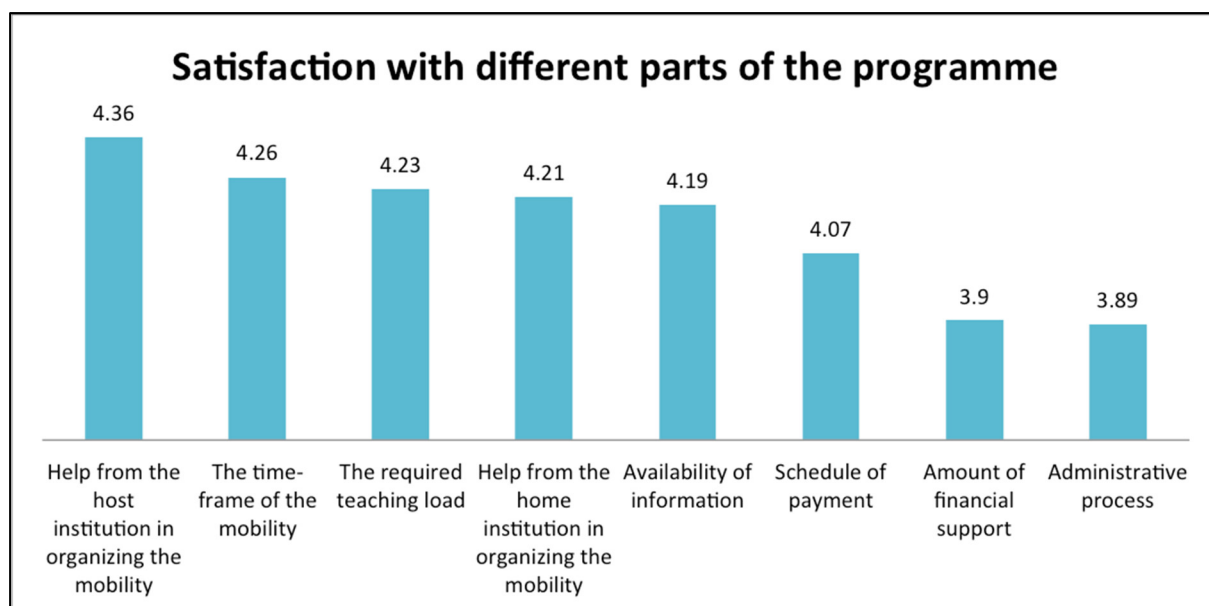 Satisfaction with different parts of the programme
4.36
4.26
4.23
4.21
4.19
4.07
3.9
3.89
Help from the
host
institution in
organizing the
mobility
The time-
frame of the
mobility
The required
teaching load
Help from the
home
institution in
organizing the
mobility
Availability of
information
Schedule of
payment
Amount of
financial
support
Administrative
process